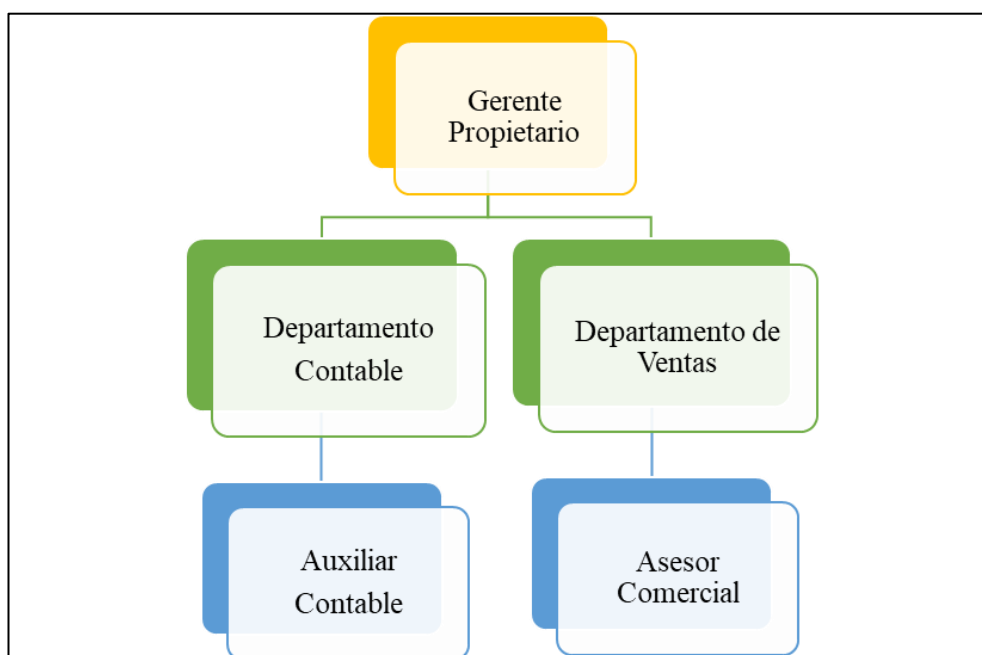 Gerente
Propietario
Departamento
Contable
Departamento de
Ventas
Auxiliar
Contable
Asesor
Comercial